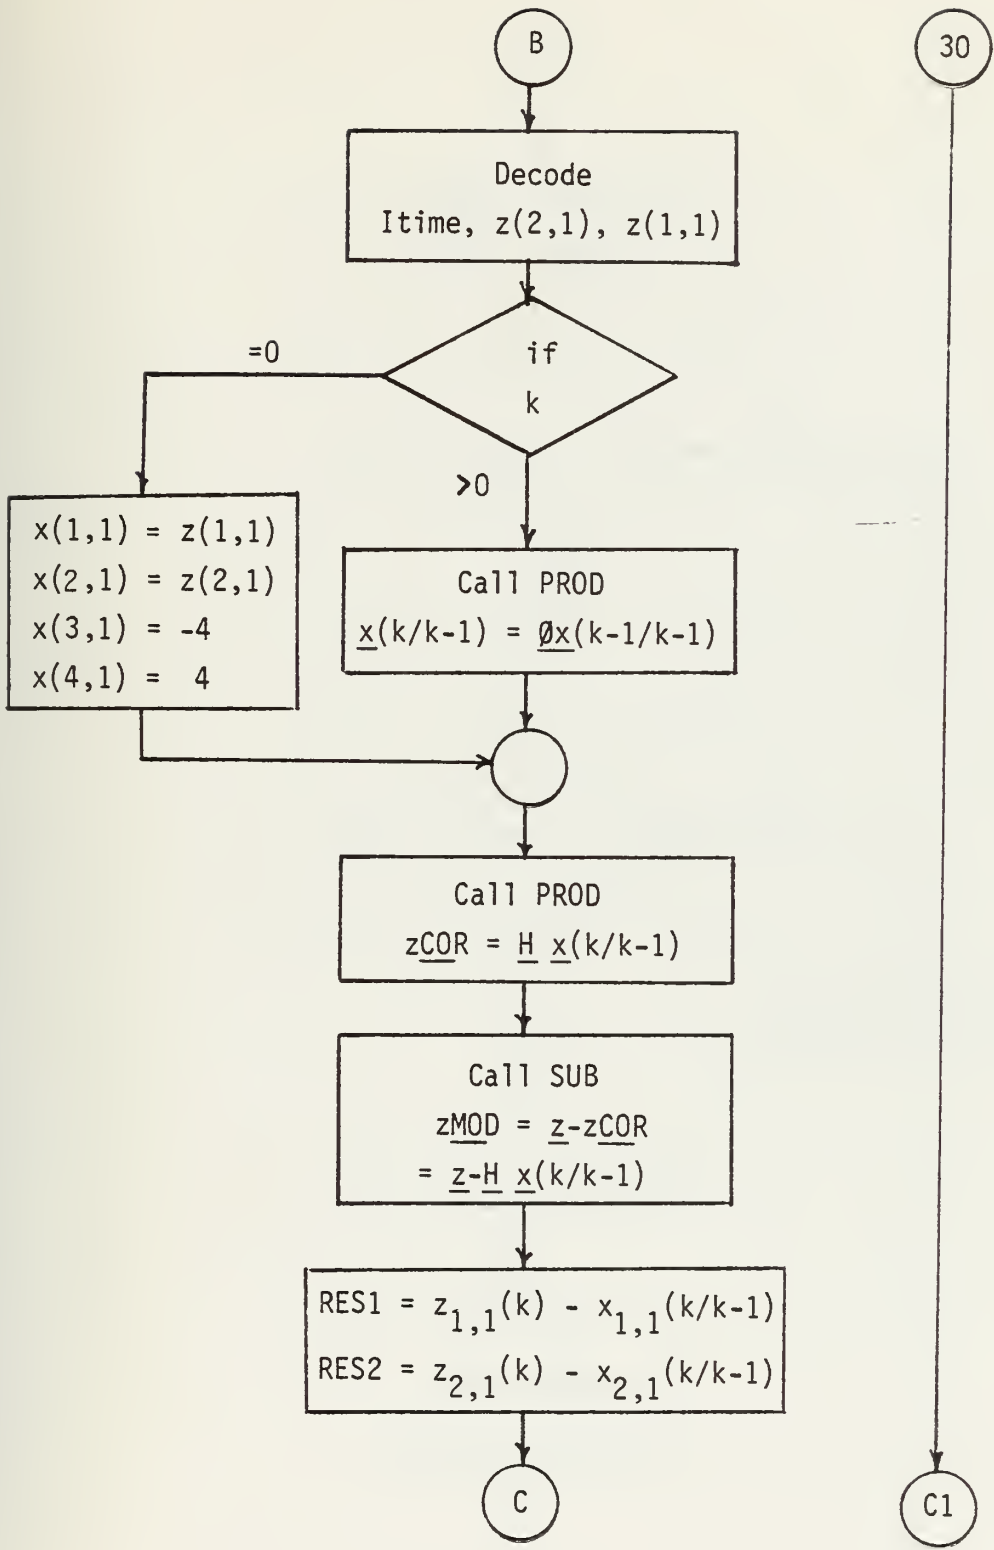 B
30
Decode
Itime, z(2,1), z(1,1)
if
k
=0
>0
x(1,1) = z(1,1)
x(2,1) = z(2,1)
x(3,1) = -4
x(4,1) = 4
Call PROD
x(k/k-1) = Øx(k-1/k-1)
Call PROD
zCOR = H x(k/k-1)
Call SUB
zMOD = z-zCOR
= z-H x(k/k-1)
RES1 = z1,1(k) - x1,1(k/k-1)
RES2 = z2,1(k) - x2,1(k/k-1)
C
C1